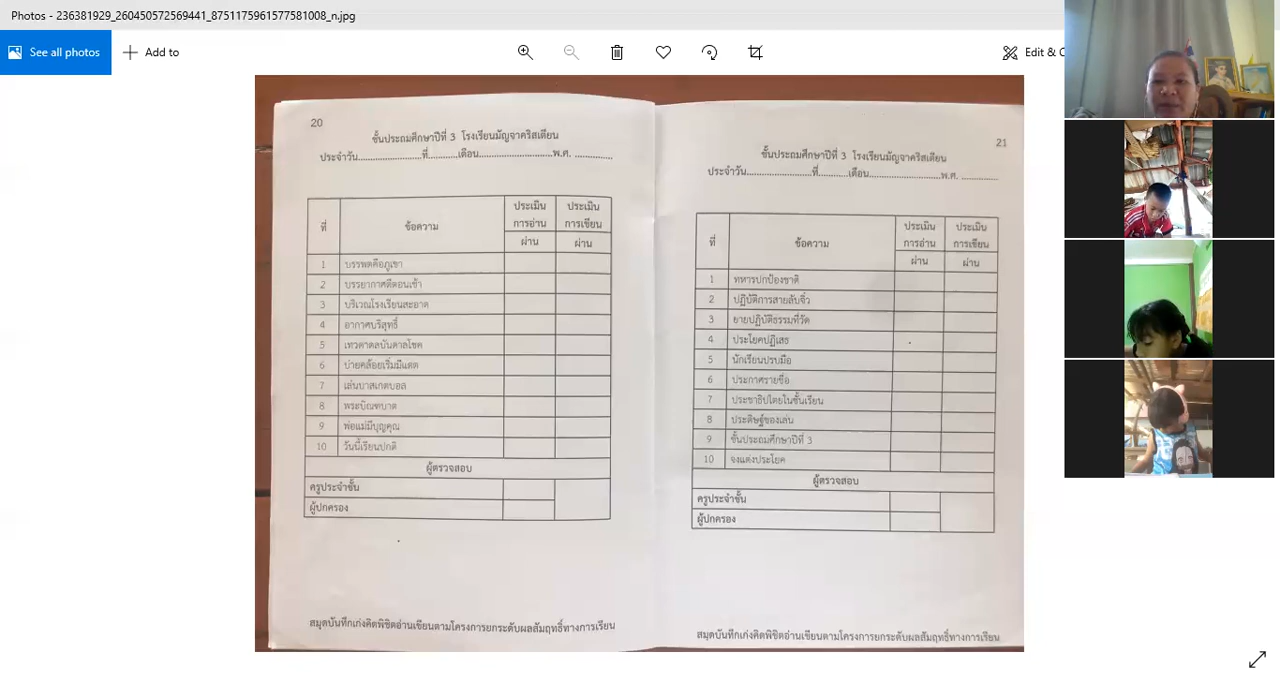 Photos - 236381929_260450572569441_8751175961577581008_n.jpg
See all photos
Add to
Edit & C
20
ชั้นประถมศึกษาปีที่ 3 โรงเรียนมัญจาคริสเตียน
ประจำวัน......................ที่..........เดือน.........................พ.ศ. .............
ที่ ข้อความ ประเมินการอ่าน ประเมินการเขียน
ผ่าน ผ่าน
1 บรรพตคือภูเขา
2 บรรยากาศดีตอนเช้า
3 บริเวณโรงเรียนสะอาด
4 อากาศบริสุทธิ์
5 เทวดาดลบันดาลโชค
6 บ่ายคล้อยเริ่มมีแดด
7 เล่นบาสเกตบอล
8 พระบิณฑบาต
9 พ่อแม่มีบุญคุณ
10 วันนี้เรียนปกติ
ผู้ตรวจสอบ
ครูประจำชั้น
ผู้ปกครอง
สมุดบันทึกเก่งคิดพิชิตอ่านเขียนตามโครงการยกระดับผลสัมฤทธิ์ทางการเรียน
21
ชั้นประถมศึกษาปีที่ 3 โรงเรียนมัญจาคริสเตียน
ประจำวัน......................ที่..........เดือน.........................พ.ศ. .............
ที่ ข้อความ ประเมินการอ่าน ประเมินการเขียน
ผ่าน ผ่าน
1 ทหารปกป้องชาติ
2 ปฏิบัติการสายลับจิ๋ว
3 ยายปฏิบัติธรรมที่วัด
4 ประโยคปฏิเสธ
5 นักเรียนปรบมือ
6 ประกาศรายชื่อ
7 ประชาธิปไตยในชั้นเรียน
8 ประดิษฐ์ของเล่น
9 ชั้นประถมศึกษาปีที่ 3
10 จงแต่งประโยค
ผู้ตรวจสอบ
ครูประจำชั้น
ผู้ปกครอง
สมุดบันทึกเก่งคิดพิชิตอ่านเขียนตามโครงการยกระดับผลสัมฤทธิ์ทางการเรียน